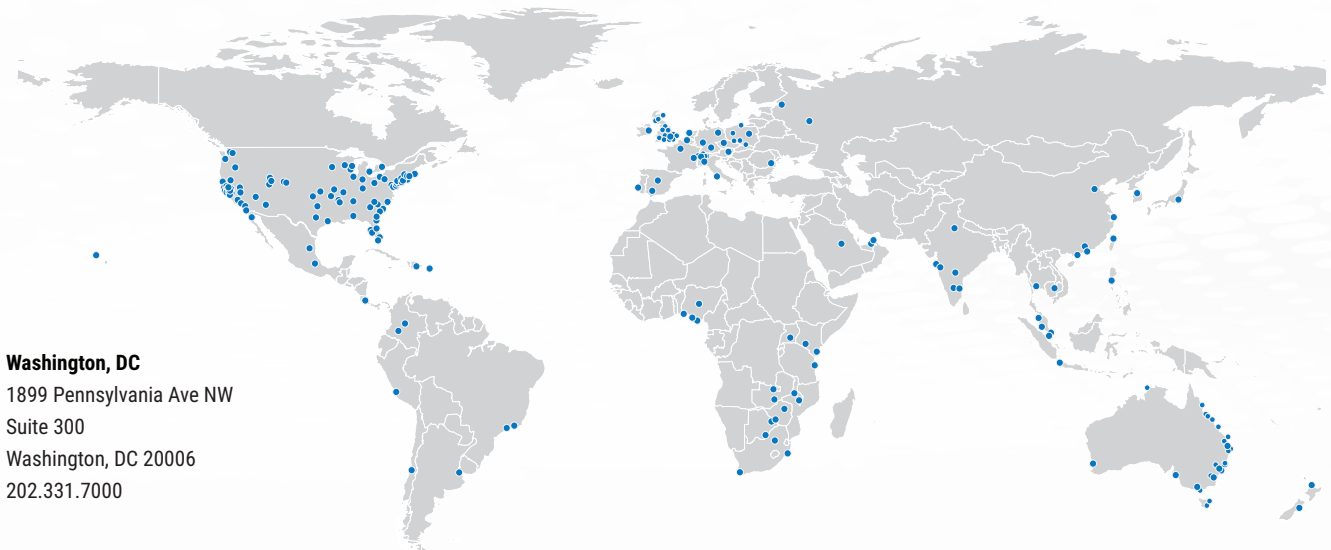 Washington, DC
1899 Pennsylvania Ave NW
Suite 300
Washington, DC 20006
202.331.7000